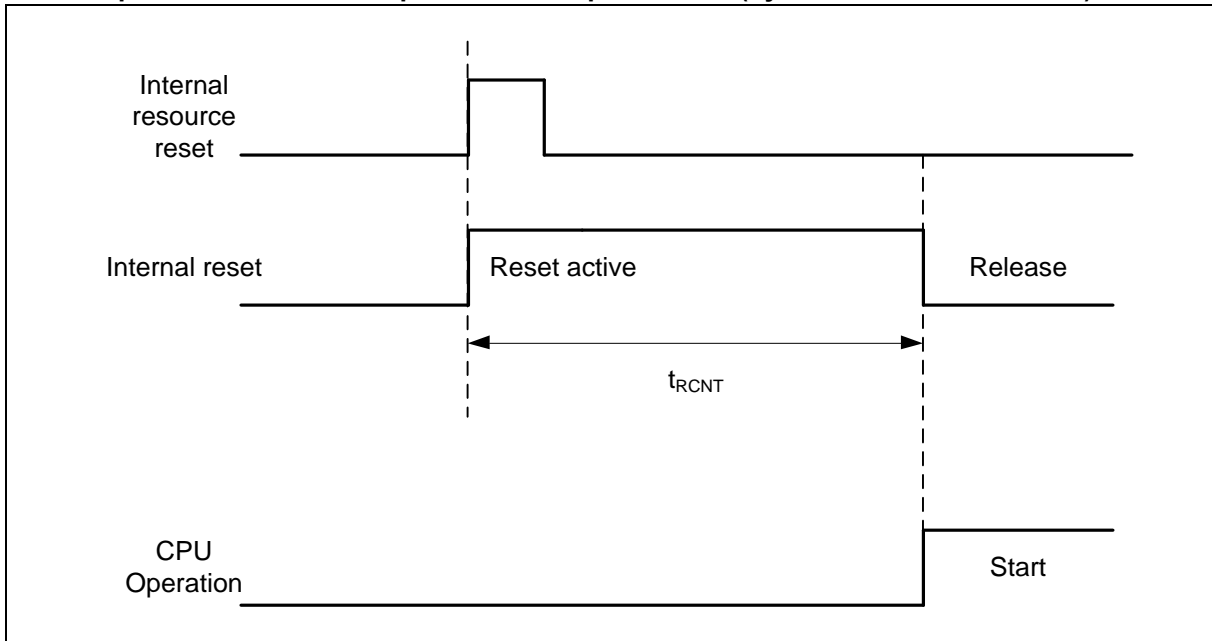 Internal
resource
reset
Internal reset
Reset active
Release
tRCNT
CPU
Operation
Start